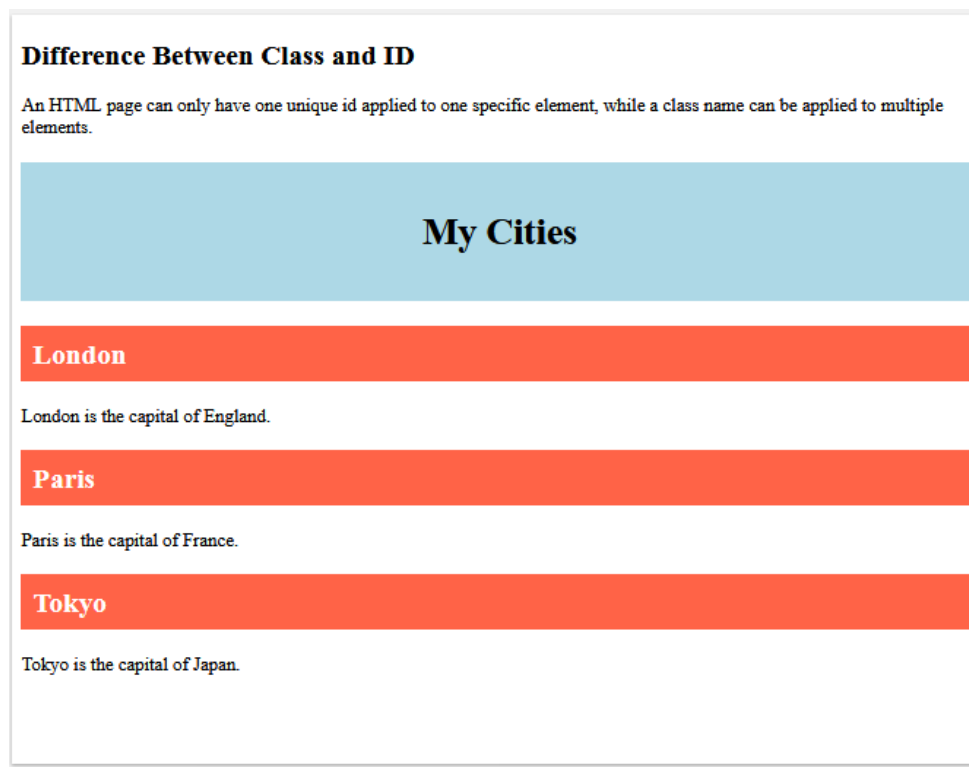 Difference Between Class and ID
An HTML page can only have one unique id applied to one specific element, while a class name can be applied to multiple
elements.
My Cities
London
London is the capital of England.
Paris
Paris is the capital of France.
Tokyo
Tokyo is the capital of Japan.